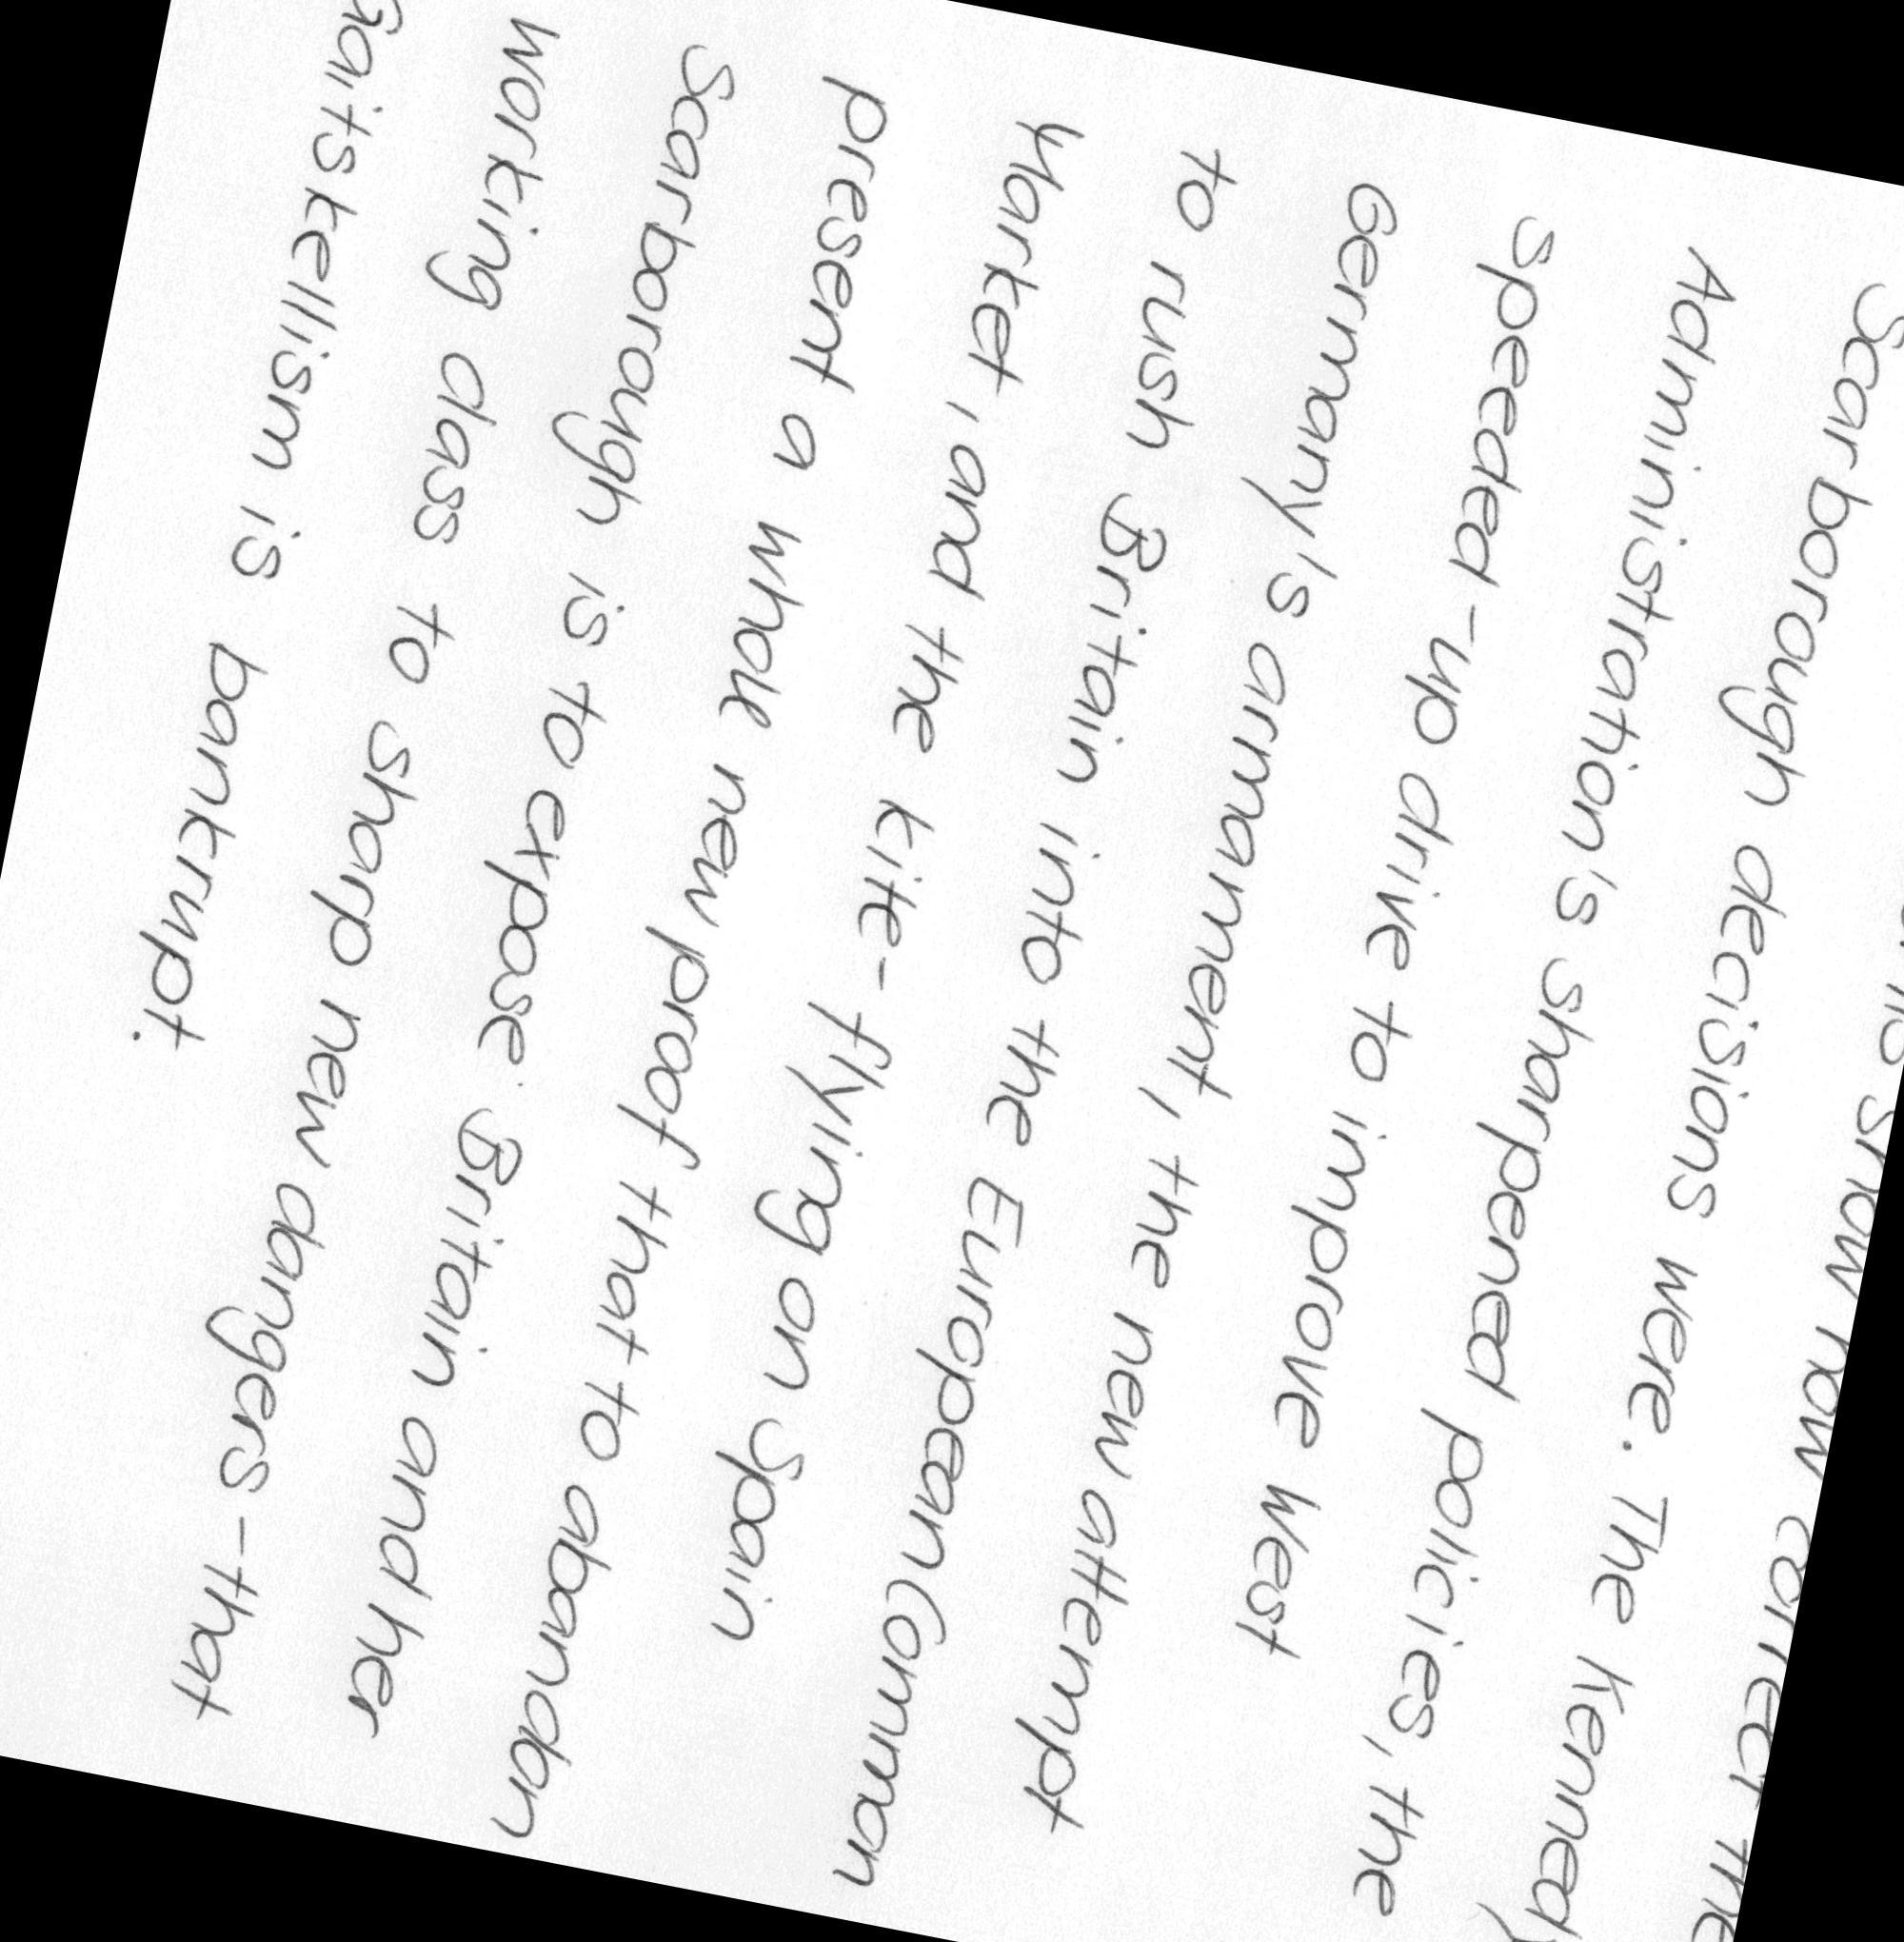 show how correct the
Scarborough decisions were. The Kennedy
Administration's sharpened policies, the
speeded-up drive to improve West
Germany's armament, the new attempt
to rush Britain into the European Common
Market, and the kite-flying on Spain
present a whole new proof that to abandon
Scarborough is to expose Britain and her
working class to sharp new dangers - that
Gaitskellism is bankrupt.